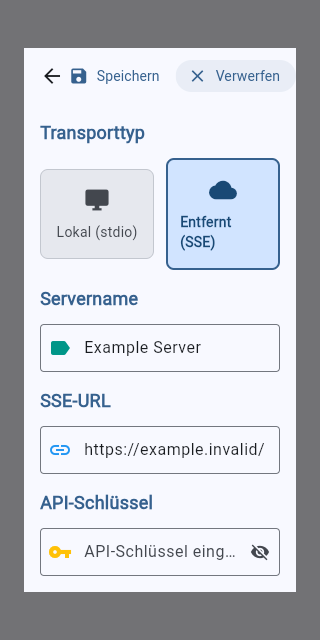 Speichern
Verwerfen
Transporttyp
Lokal (stdio)
Entfernt
(SSE)
Servername
Example Server
SSE-URL
https://example.invalid/
API-Schlüssel
API-Schlüssel eing...